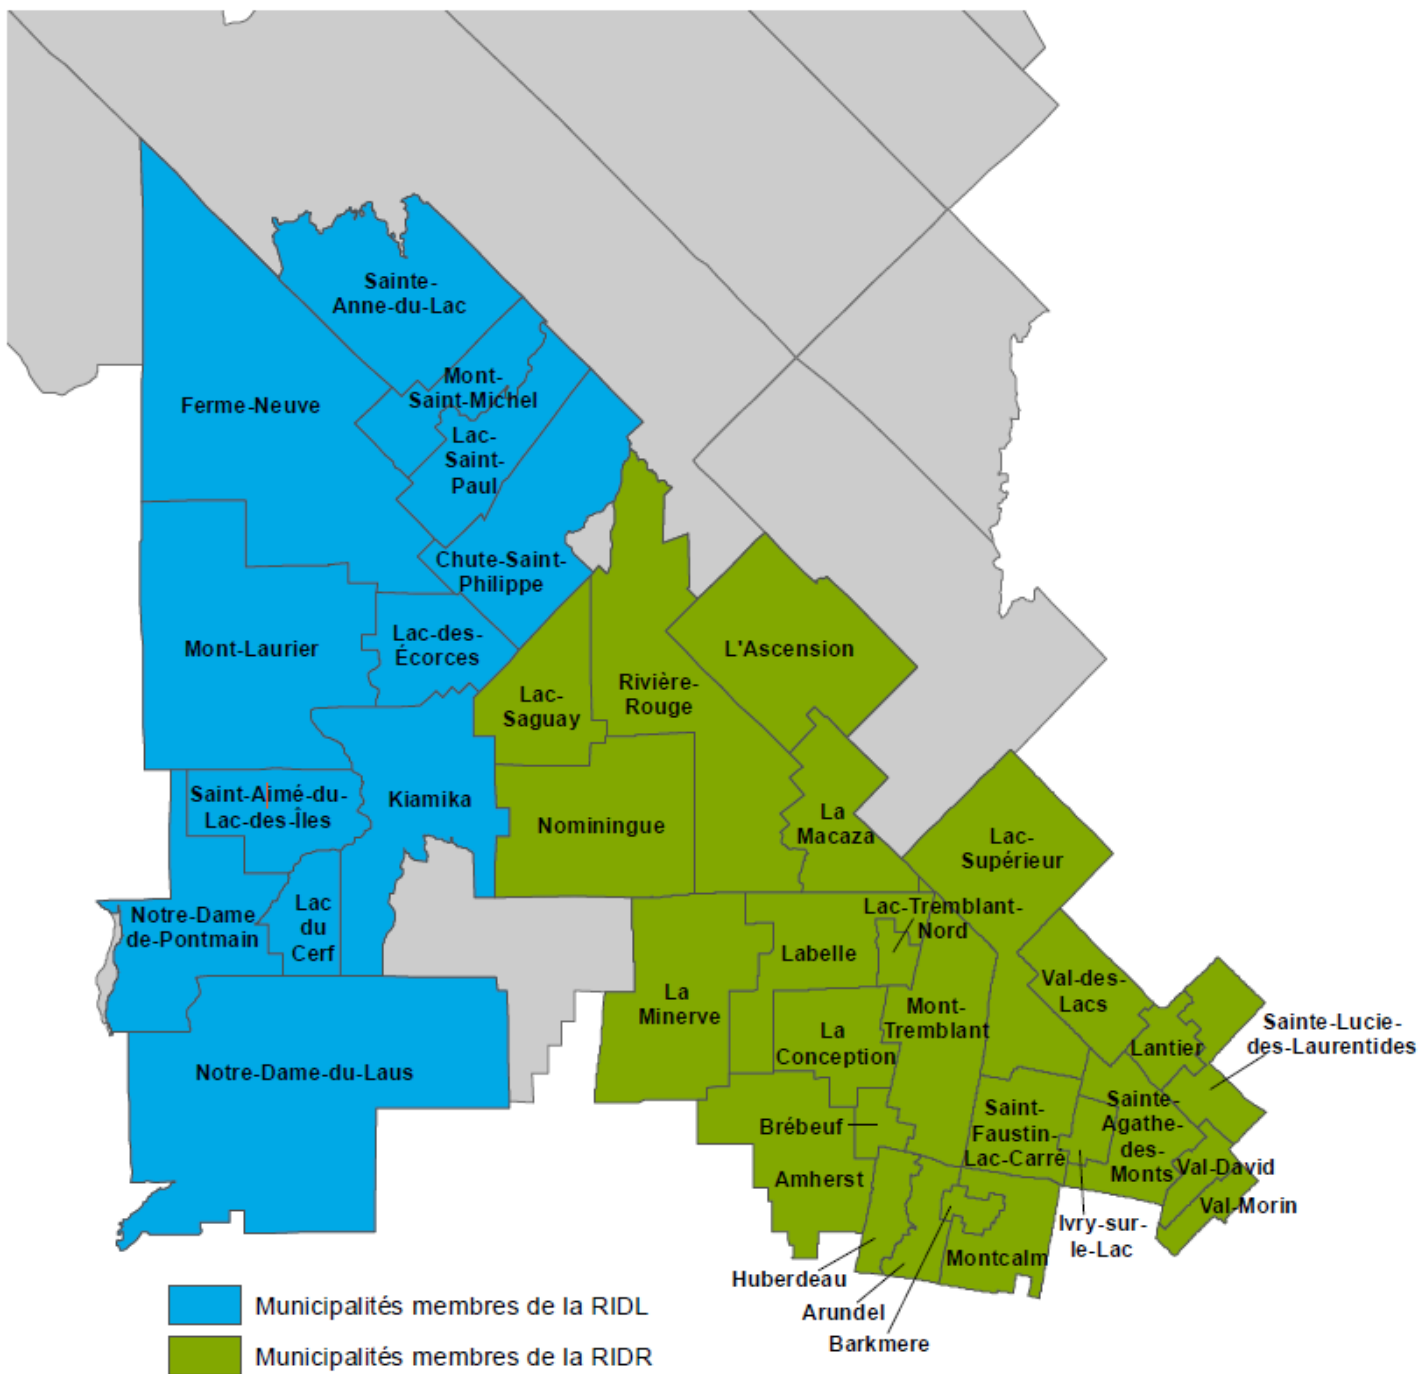 Sainte-
Anne-du-Lac
Mont-
Saint-Michel
Ferme-Neuve
Lac-
Saint-
Paul
Chute-Saint-
Philippe
Mont-Laurier
Lac-des-
Écorces
L'Ascension
Rivière-
Rouge
Lac-
Saguay
Saint-Aimé-du-
Lac-des-Îles
Kiamika
Nominingue
La
Macaza
Lac-
Supérieur
Notre-Dame
de-Pontmain
Lac
du
Cerf
Lac-Tremblant-
Nord
Labelle
La
Minerve
Val-des-
Lacs
Mont-
Tremblant
La
Conception
Lantier
Sainte-Lucie-
des-Laurentides
Notre-Dame-du-Laus
Brébeuf
Saint-
Faustin-
Lac-Carré
Sainte-
Agathe-
des-
Monts
Amherst
Val-David
Val-Morin
Ivry-sur-
le-Lac
Montcalm
Huberdeau
Arundel
Barkmere
Municipalités membres de la RIDL
Municipalités membres de la RIDR